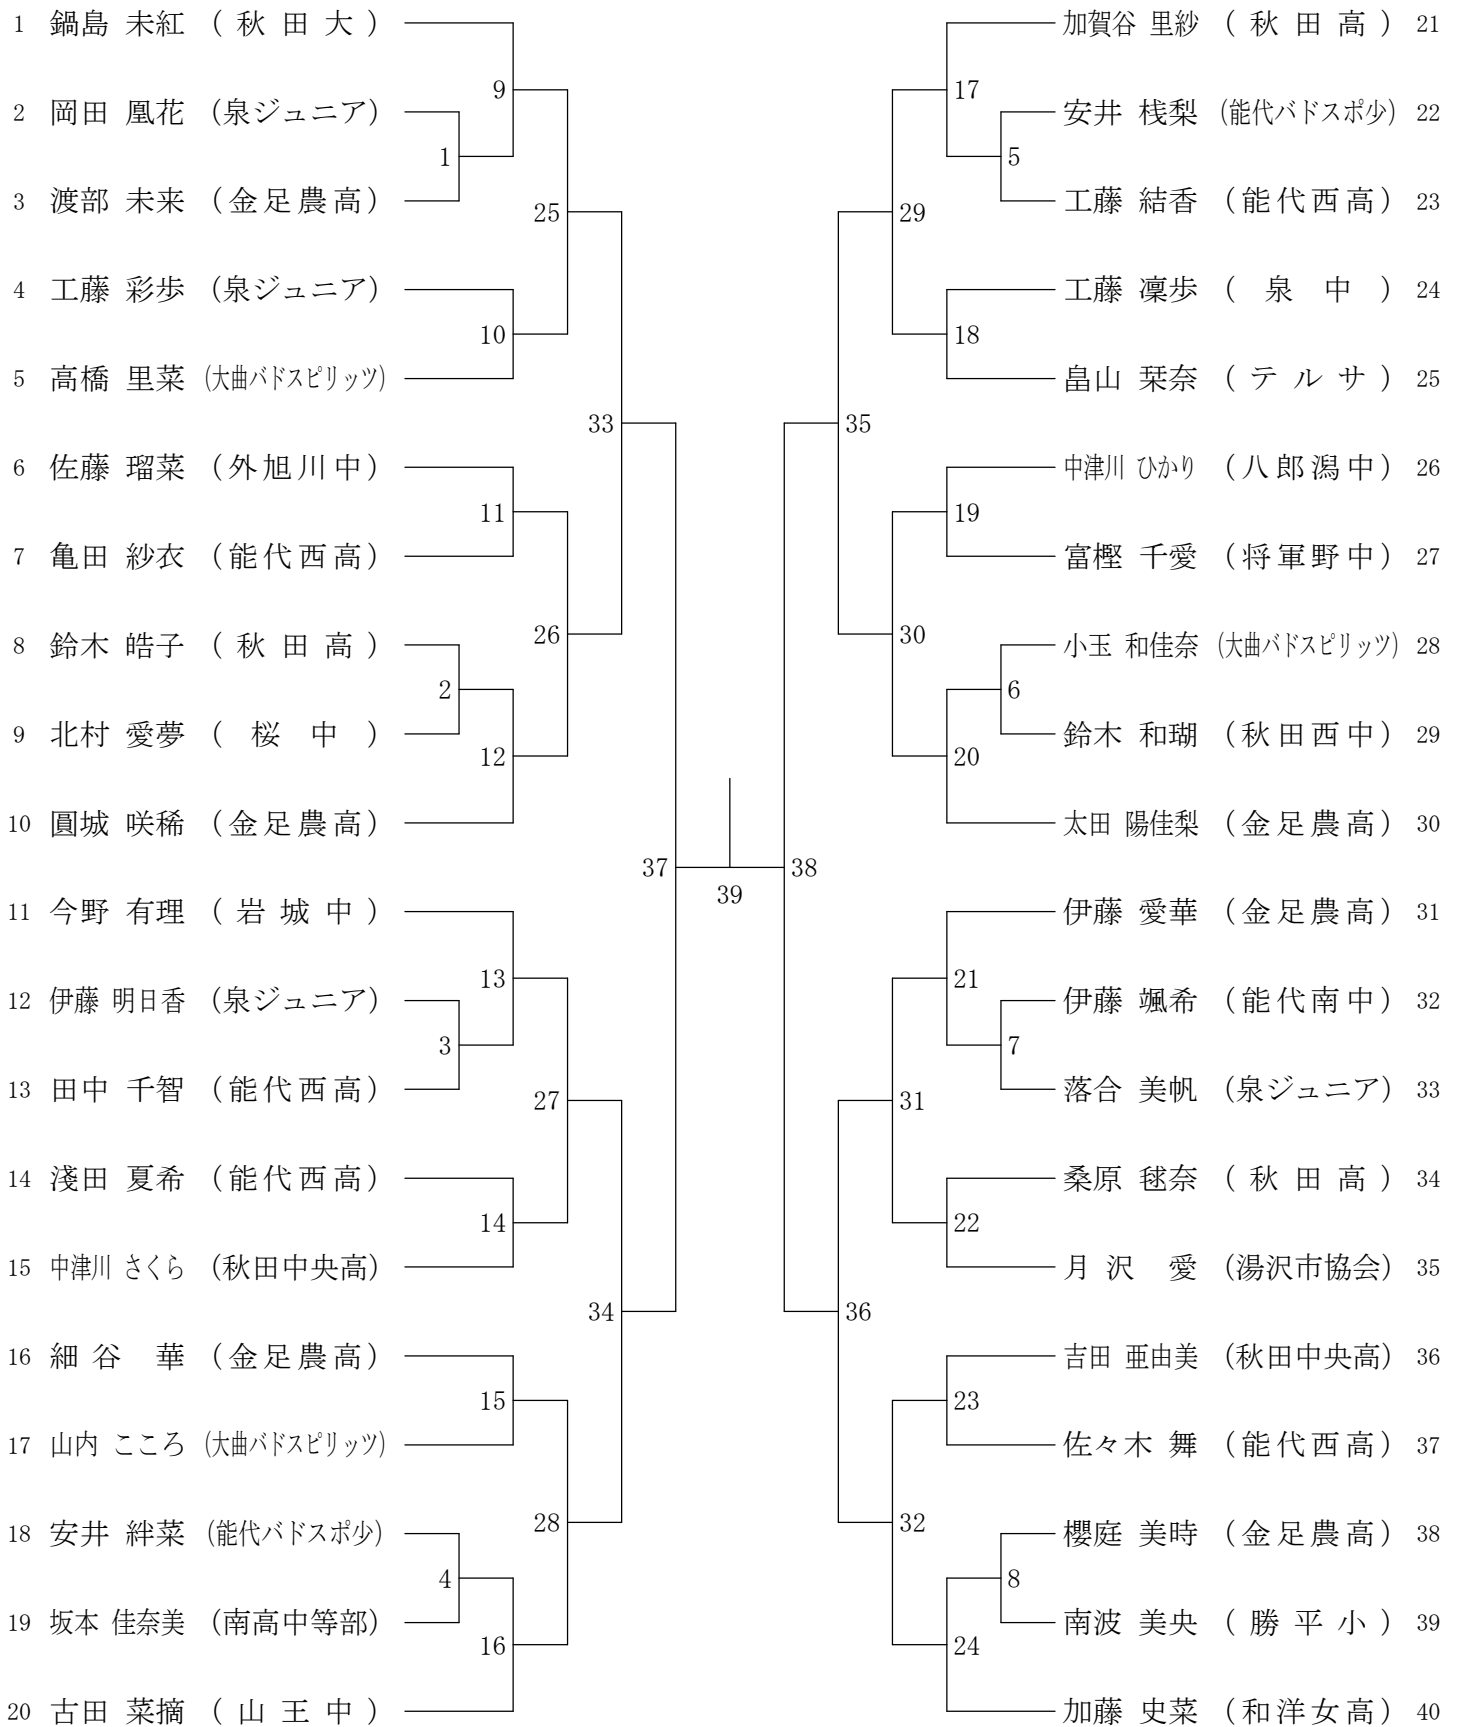 1 鍋島 未紅 （ 秋 田 大 ）
2 岡田 凰花 （泉ジュニア）
3 渡部 未来 （金足農高）
4 工藤 彩歩 （泉ジュニア）
5 高橋 里菜 （大曲バドスピリッツ）
6 佐藤 瑠菜 （外旭川中）
7 亀田 紗衣 （能代西高）
8 鈴木 皓子 （ 秋 田 高 ）
9 北村 愛夢 （ 桜 中 ）
10 圓城 咲稀 （金足農高）
11 今野 有理 （ 岩 城 中 ）
12 伊藤 明日香 （泉ジュニア）
13 田中 千智 （能代西高）
14 淺田 夏希 （能代西高）
15 中津川 さくら （秋田中央高）
16 細 谷 華 （金足農高）
17 山内 こころ （大曲バドスピリッツ）
18 安井 絆菜 （能代バドスポ少）
19 坂本 佳奈美 （南高中等部）
20 古田 菜摘 （ 山 王 中 ）
1
2
3
4
9
10
11
12
13
14
15
16
25
26
27
28
33
34
37
39
38
35
36
29
30
31
32
17
18
19
20
21
22
23
24
5
6
7
8
加賀谷 里紗 （ 秋 田 高 ） 21
安井 桟梨 （能代バドスポ少） 22
工藤 結香 （能代西高） 23
工藤 凜歩 （ 泉 中 ） 24
畠山 栞奈 （ テ ル サ ） 25
中津川 ひかり （八郎潟中） 26
富樫 千愛 （将軍野中） 27
小玉 和佳奈 （大曲バドスピリッツ） 28
鈴木 和瑚 （秋田西中） 29
太田 陽佳梨 （金足農高） 30
伊藤 愛華 （金足農高） 31
伊藤 颯希 （能代南中） 32
落合 美帆 （泉ジュニア） 33
桑原 毬奈 （ 秋 田 高 ） 34
月 沢 愛 （湯沢市協会） 35
吉田 亜由美 （秋田中央高） 36
佐々木 舞 （能代西高） 37
櫻庭 美時 （金足農高） 38
南波 美央 （ 勝 平 小 ） 39
加藤 史菜 （和洋女高） 40